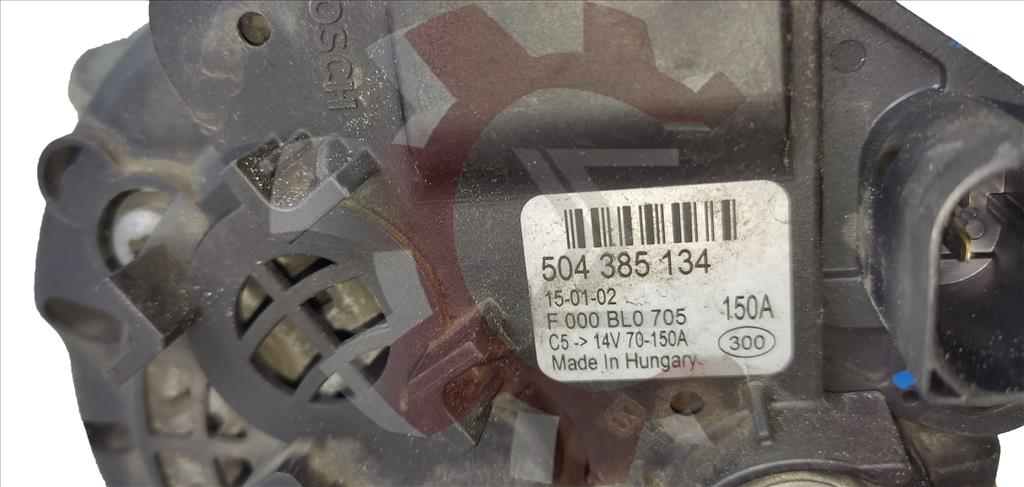 BOSCH
504 385 134
15-01-02
F 000 BL0 705 150A
C5 -> 14V 70-150A 300
Made In Hungary